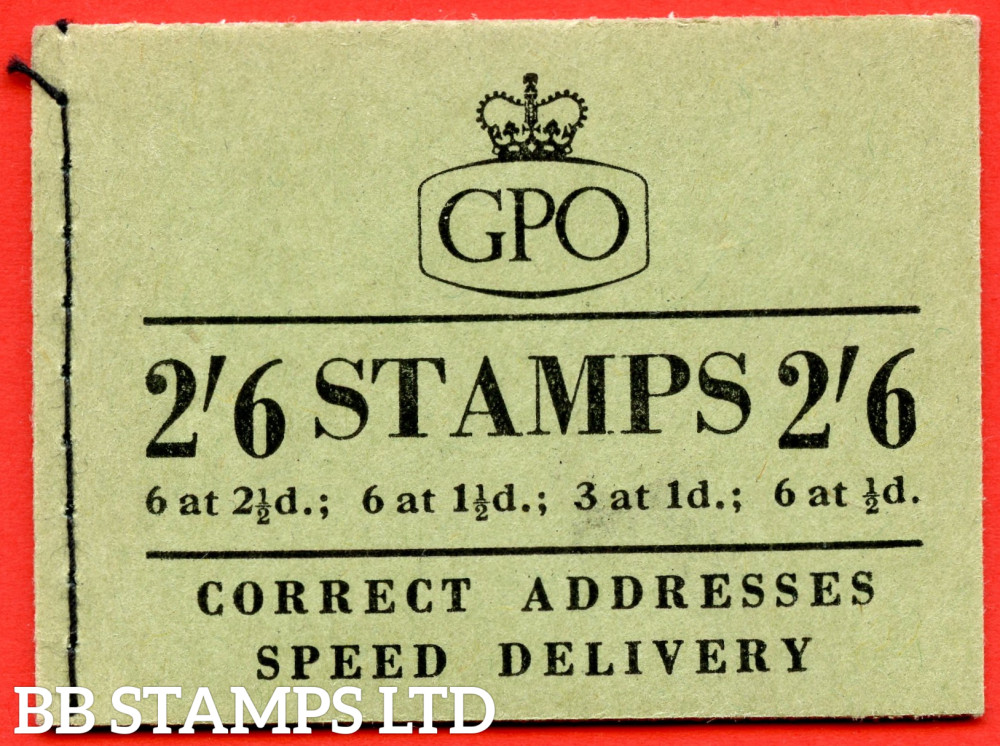 GPO
2'6 STAMPS 2'6
6 at 2½d.; 6 at 1½d.; 3 at 1d.; 6 at ½d.
CORRECT ADDRESSES
SPEED DELIVERY
BB STAMPS LTD